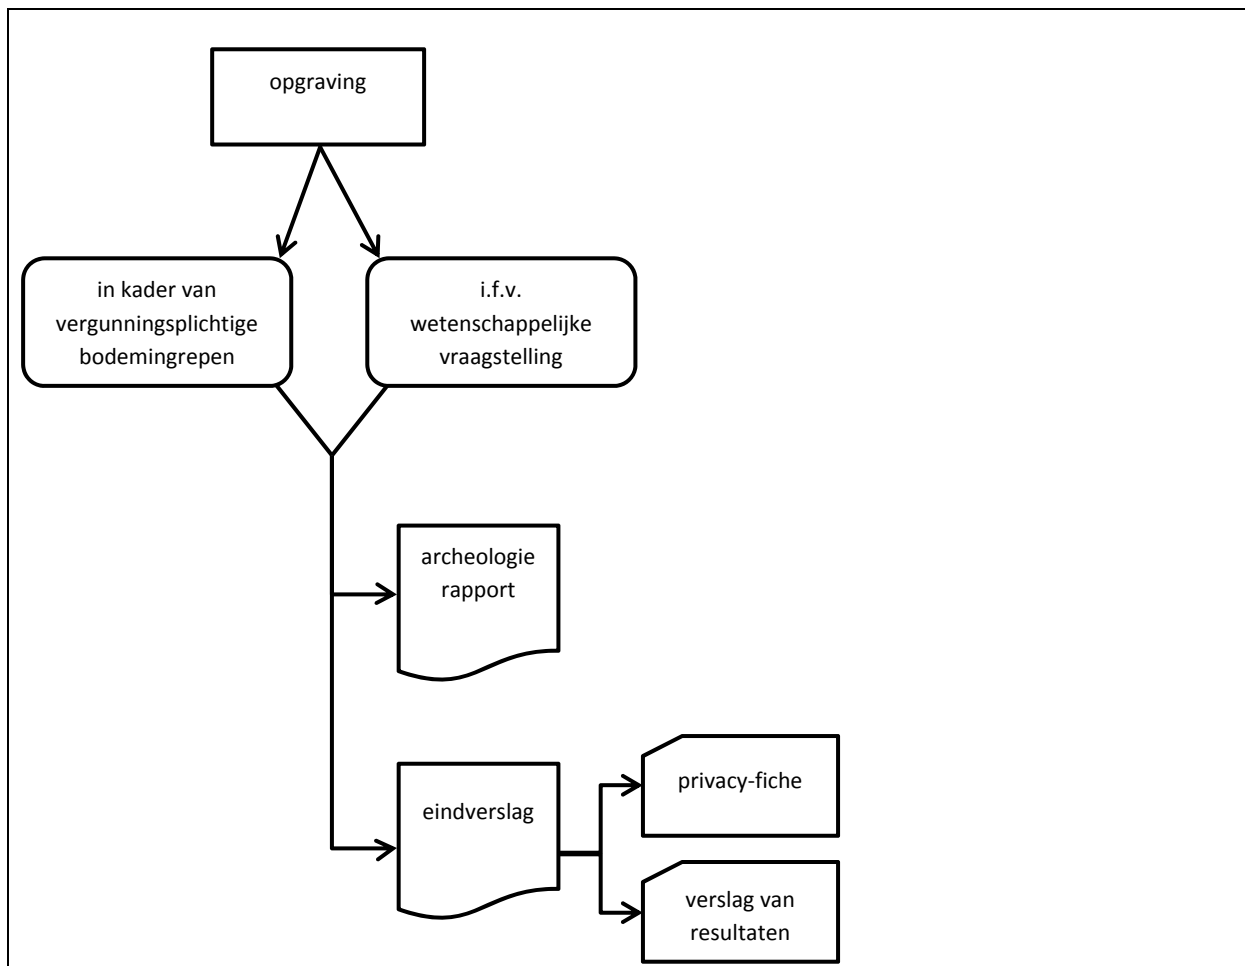 opgraving
in kader van
vergunningsplichtige
bodemingrepen
i.f.v.
wetenschappelijke
vraagstelling
archeologie
rapport
eindverslag
privacy-fiche
verslag van
resultaten